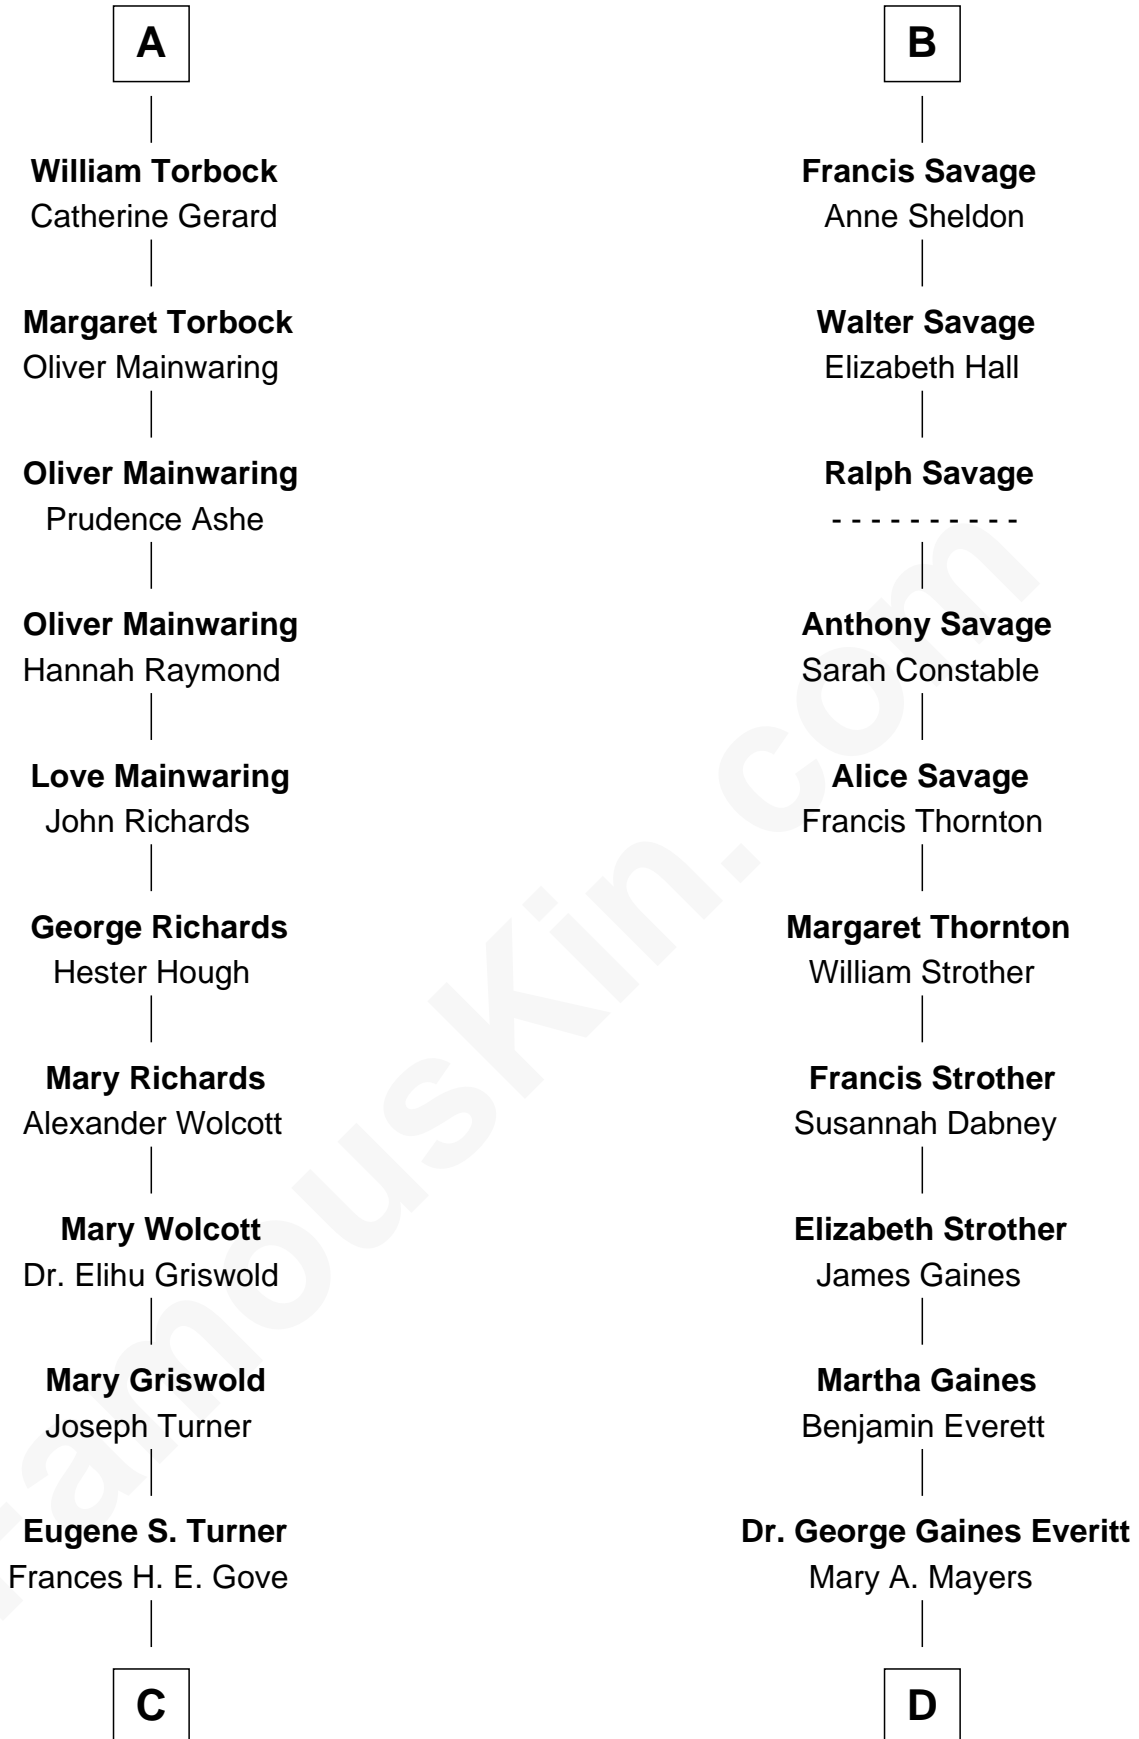 A
William Torbock
Catherine Gerard
Margaret Torbock
Oliver Mainwaring
Oliver Mainwaring
Prudence Ashe
Oliver Mainwaring
Hannah Raymond
Love Mainwaring
John Richards
George Richards
Hester Hough
Mary Richards
Alexander Wolcott
Mary Wolcott
Dr. Elihu Griswold
Mary Griswold
Joseph Turner
Eugene S. Turner
Frances H. E. Gove
C
B
Francis Savage
Anne Sheldon
Walter Savage
Elizabeth Hall
Ralph Savage
- - - - - - - - - -
Anthony Savage
Sarah Constable
Alice Savage
Francis Thornton
Margaret Thornton
William Strother
Francis Strother
Susannah Dabney
Elizabeth Strother
James Gaines
Martha Gaines
Benjamin Everett
Dr. George Gaines Everitt
Mary A. Mayers
D
FamousKin.com